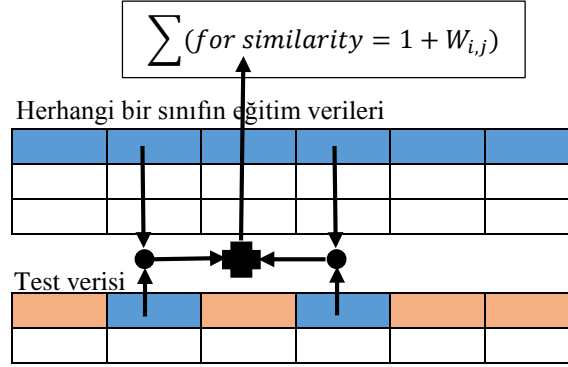 ∑(for similarity = 1 + W_{i,j})
Herhangi bir sınıfın eğitim verileri
Test verisi